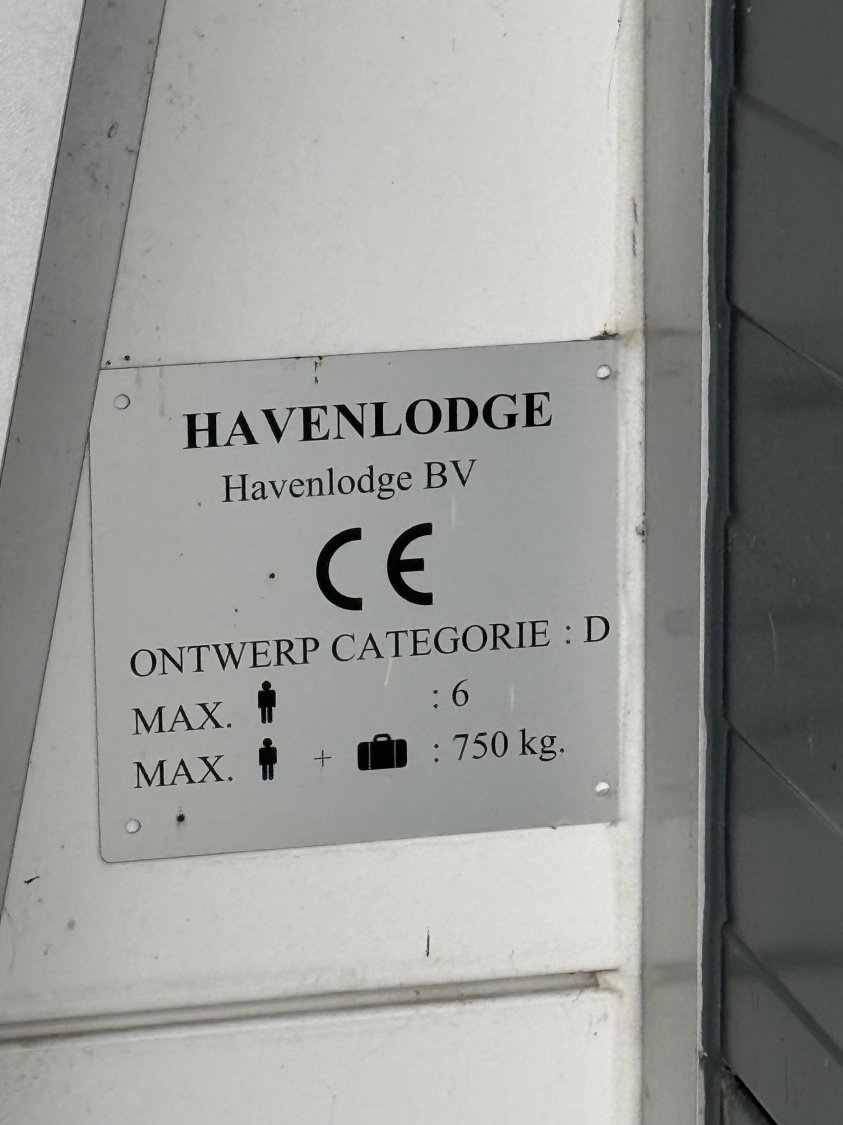 HAVENLODGE
Havenlodge BV
CE
ONTWERP CATEGORIE : D
MAX. : 6
MAX. + : 750 kg.